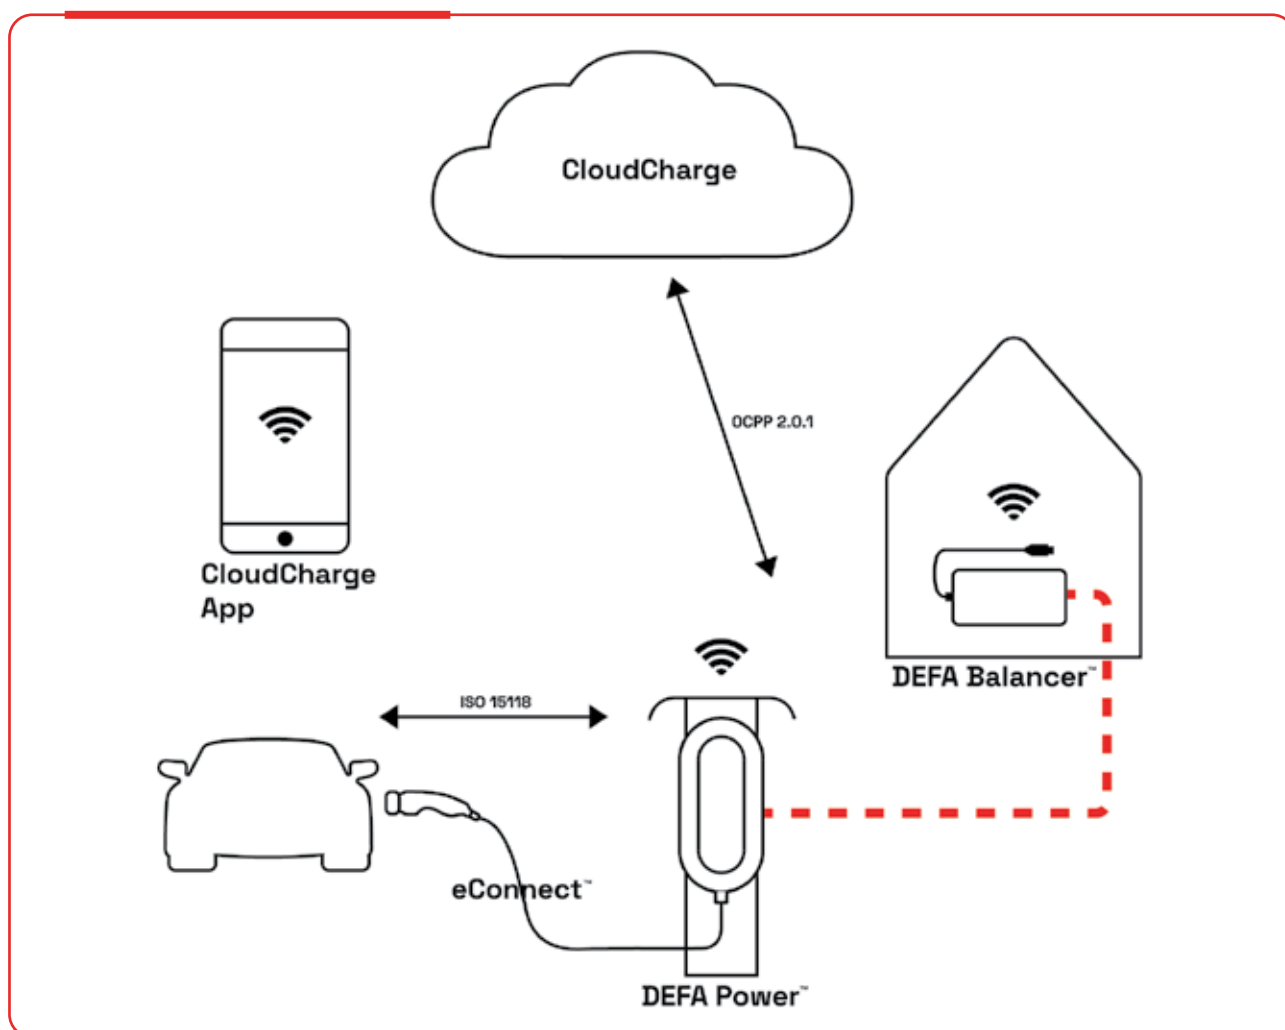 CloudCharge
OCPP 2.0.1
CloudCharge
App
DEFA Balancer™
ISO 15118
eConnect™
DEFA Power™